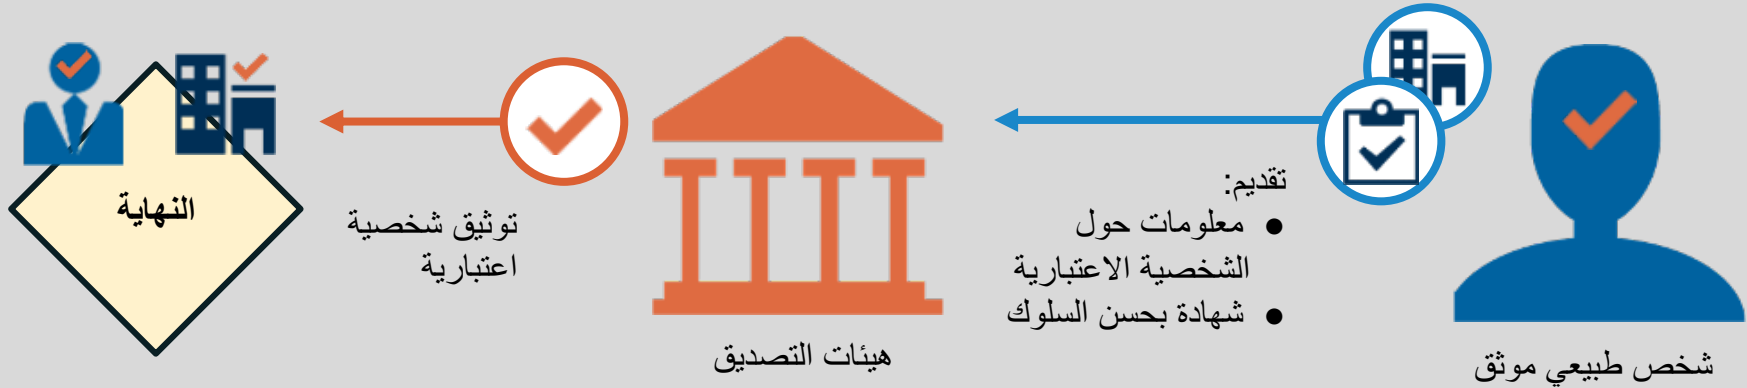 شخص طبيعي موثق
تقديم:
● معلومات حول
الشخصية الاعتبارية
● شهادة بحسن السلوك
هيئات التصديق
توثيق شخصية
اعتبارية
النهاية